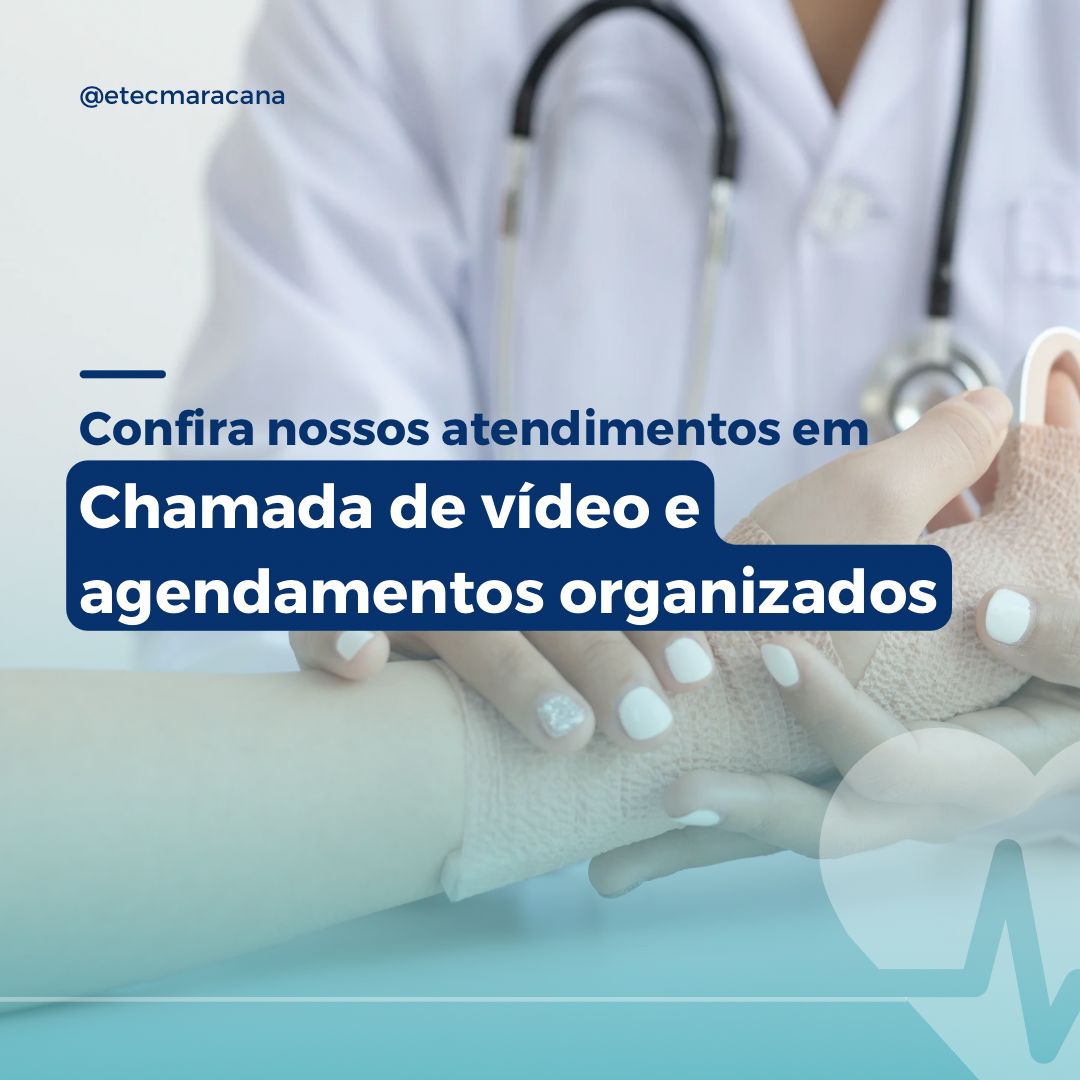 @etecmaracana
Confira nossos atendimentos em
Chamada de vídeo e
agendamentos organizados